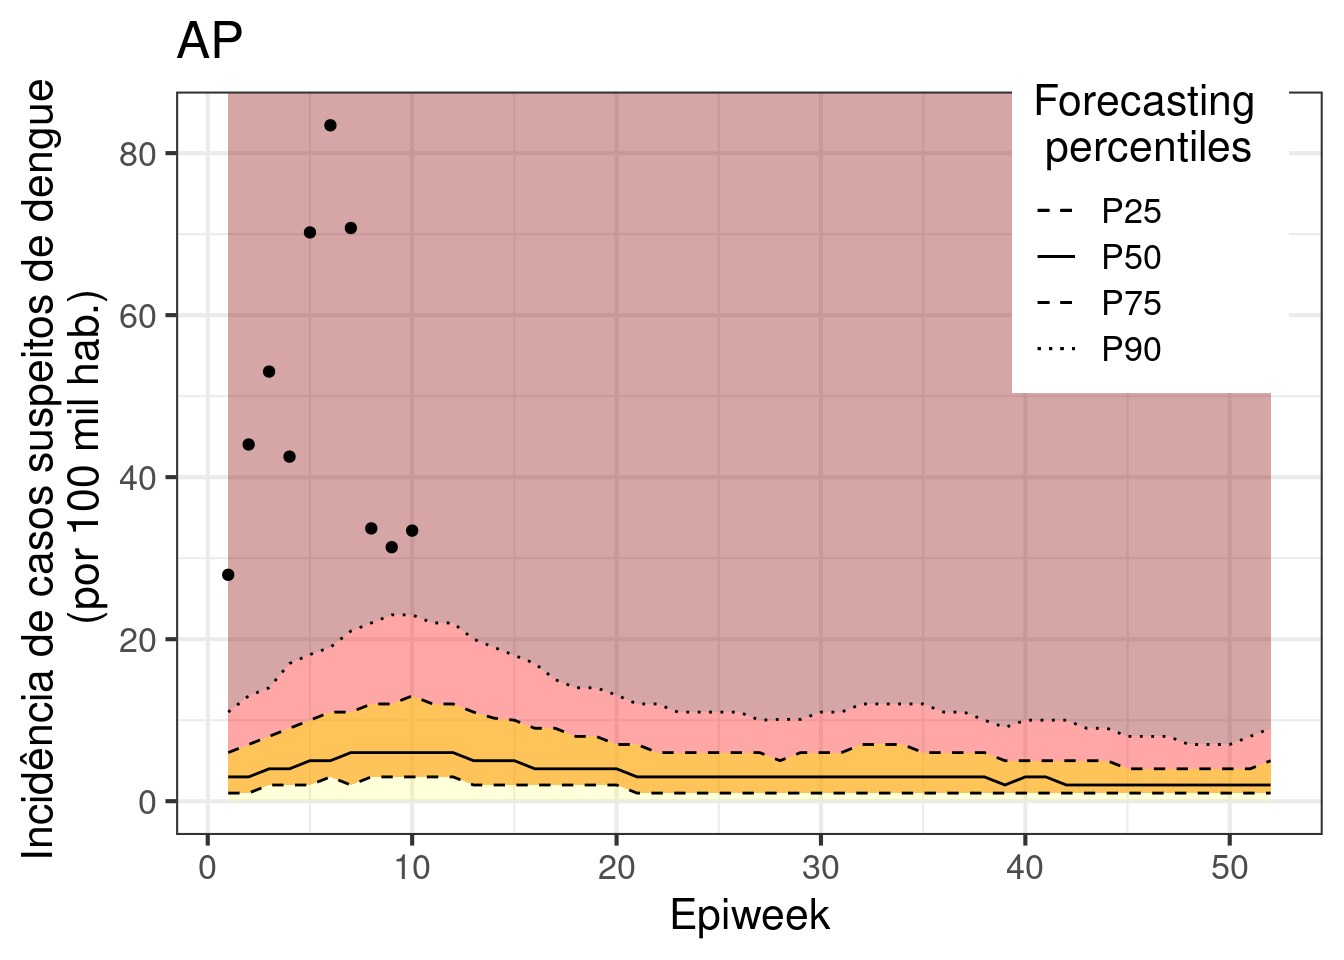 AP
Incidência de casos suspeitos de dengue
(por 100 mil hab.)
80
60
40
20
0
0 10 20 30 40 50
Epiweek
Forecasting
percentiles
P25
P50
P75
P90